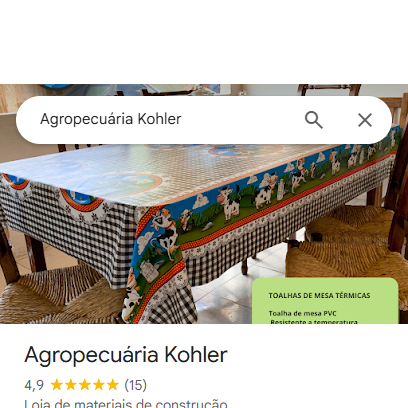 Agropecuária Kohler
TOALHAS DE MESA TÉRMICAS
Toalha de mesa PVC
Resistente a temperatura
Agropecuária Kohler
4,9 (15)
Loja de materiais de construção